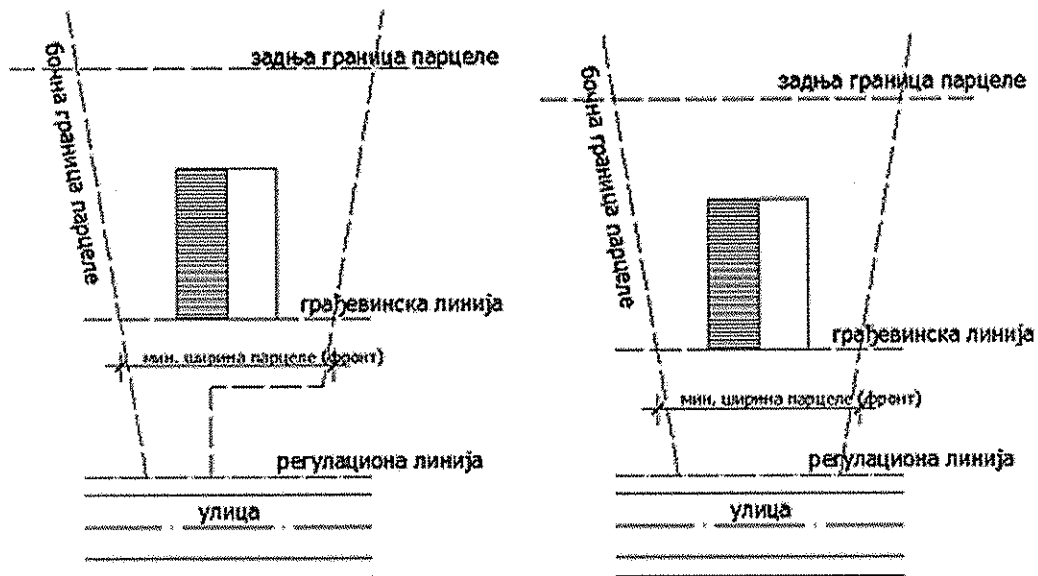 задња граница парцеле
бочна граница парцеле
грађевинска линија
мин. ширина парцеле (фронт)
регулациона линија
улица
задња граница парцеле
бочна граница парцеле
грађевинска линија
мин. ширина парцеле (фронт)
регулациона линија
улица